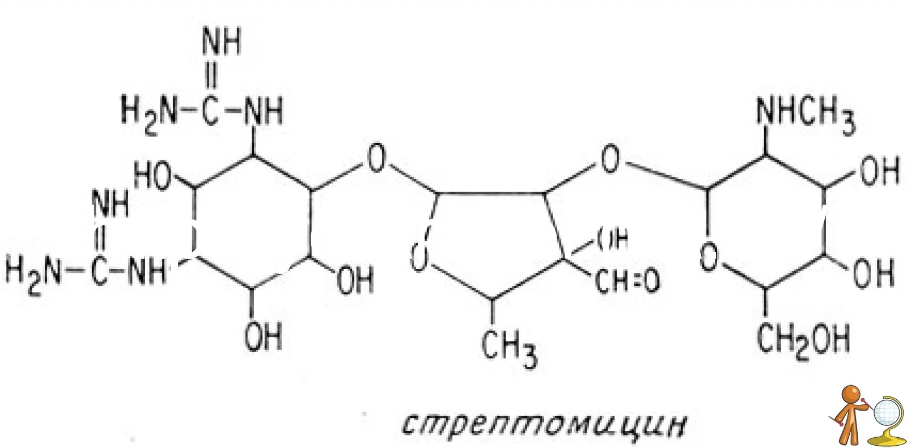 NH
H₂N–C–NH
NHCH₃
O
O
HO
OH
NH
OH
H₂N–C–NH
OH
O
CH=O
O
OH
OH
CH₃
CH₂OH
стрептомицин